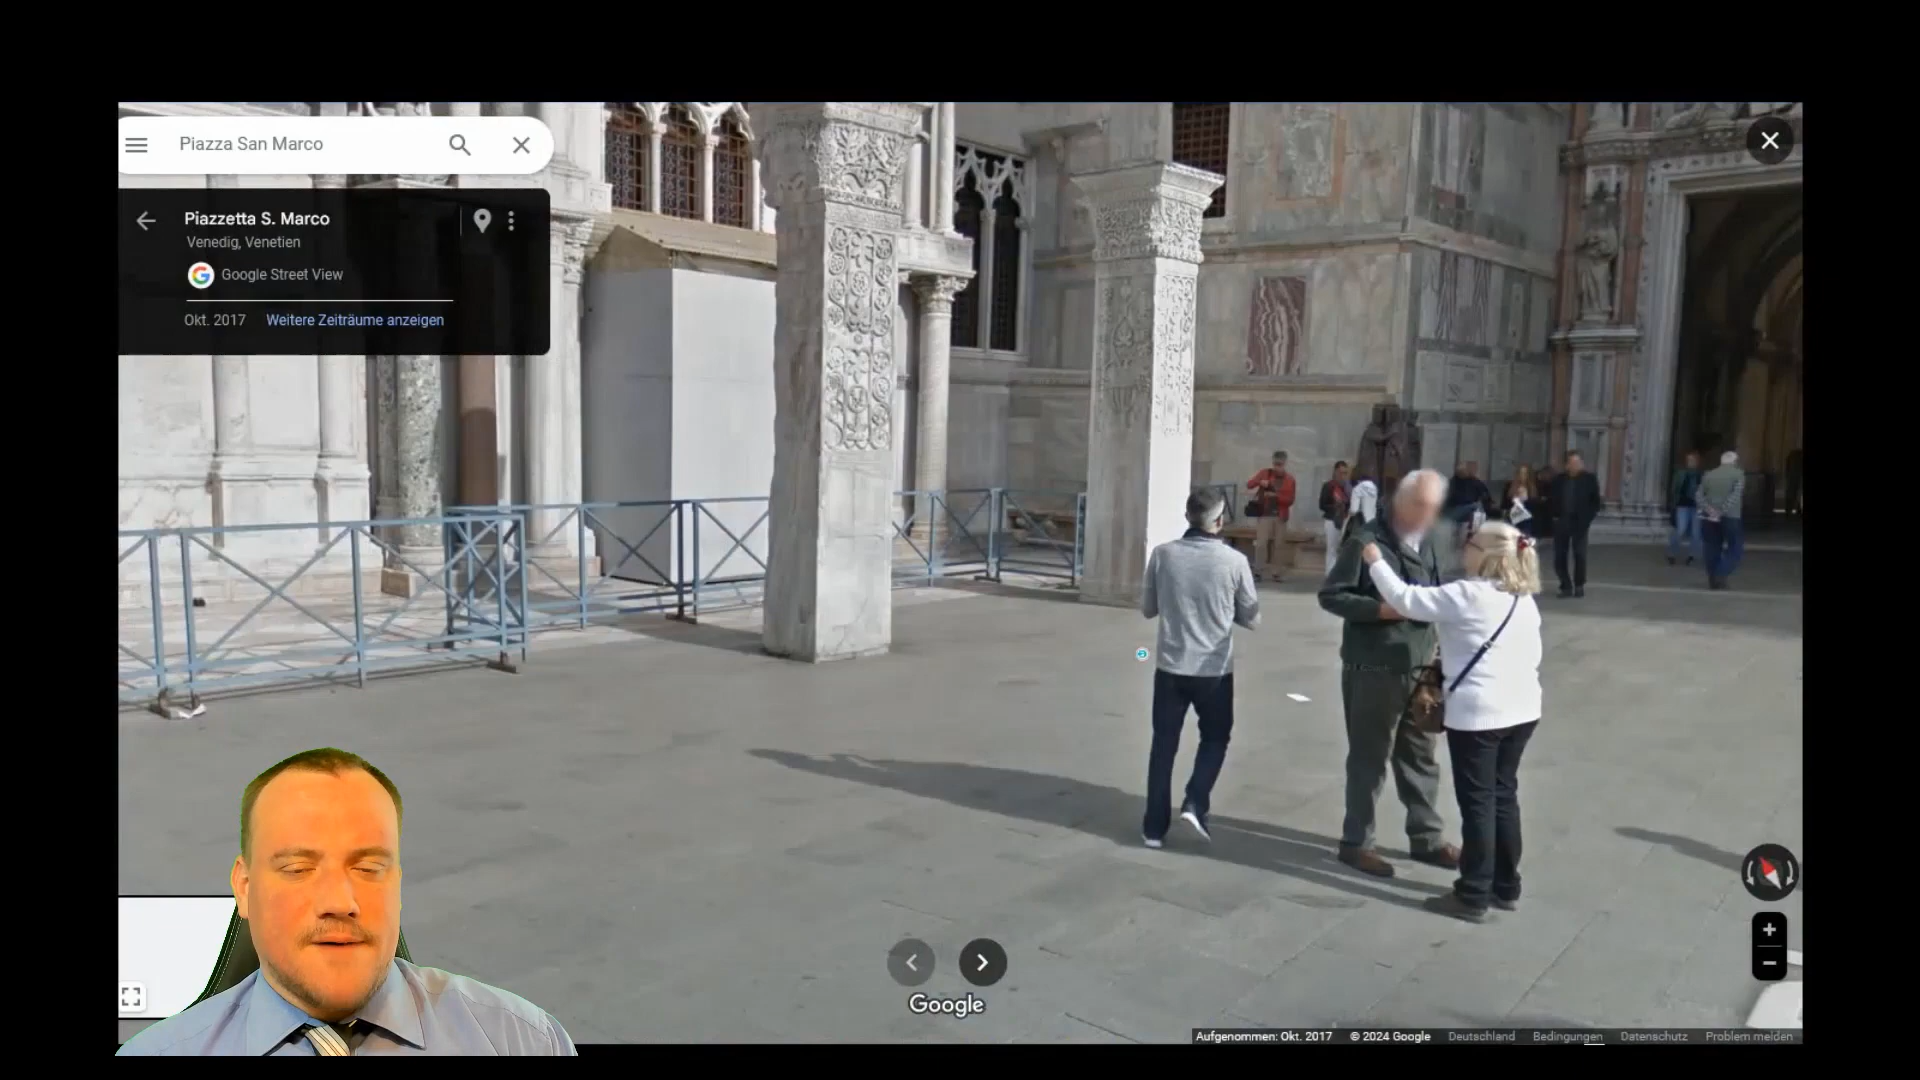 Piazza San Marco
Piazzetta S. Marco
Venedig, Venetien
Google Street View
Okt. 2017 Weitere Zeiträume anzeigen
Google
Aufgenommen: Okt. 2017 © 2024 Google Deutschland Bedingungen Datenschutz Problem melden